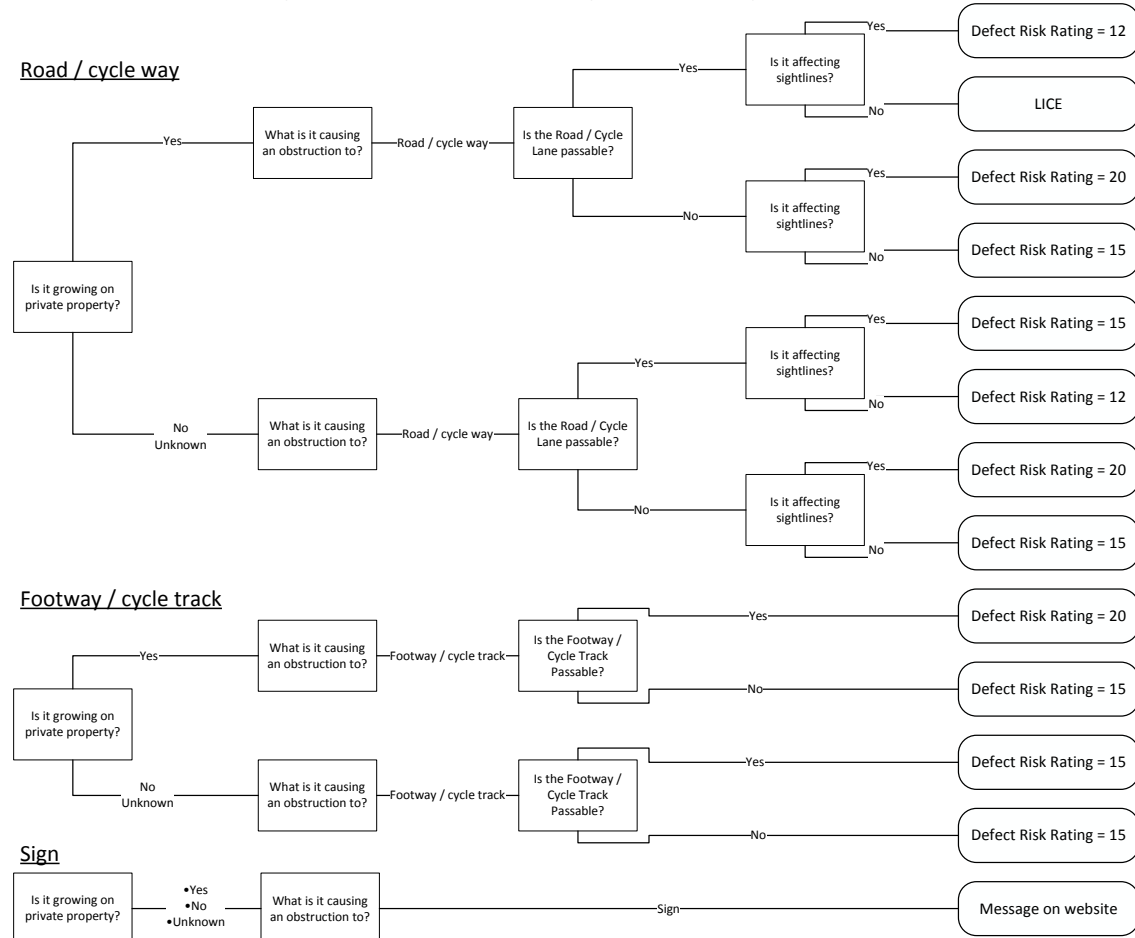 Road / cycle way
Yes
Defect Risk Rating = 12
Is it affecting
sightlines?
Yes
No
LICE
What is it causing
an obstruction to?
Yes
Road / cycle way
Is the Road / Cycle
Lane passable?
Yes
Defect Risk Rating = 20
Is it affecting
sightlines?
No
No
Defect Risk Rating = 15
Is it growing on
private property?
Yes
Defect Risk Rating = 15
Is it affecting
sightlines?
Yes
No
Defect Risk Rating = 12
No
Unknown
What is it causing
an obstruction to?
Road / cycle way
Is the Road / Cycle
Lane passable?
Yes
Defect Risk Rating = 20
Is it affecting
sightlines?
No
No
Defect Risk Rating = 15
Footway / cycle track
Yes
Defect Risk Rating = 20
Yes
What is it causing
an obstruction to?
Footway / cycle track
Is the Footway /
Cycle Track
Passable?
No
Defect Risk Rating = 15
Is it growing on
private property?
Yes
Defect Risk Rating = 15
No
Unknown
What is it causing
an obstruction to?
Footway / cycle track
Is the Footway /
Cycle Track
Passable?
No
Defect Risk Rating = 15
Sign
Is it growing on
private property?
•Yes
•No
•Unknown
What is it causing
an obstruction to?
Sign
Message on website